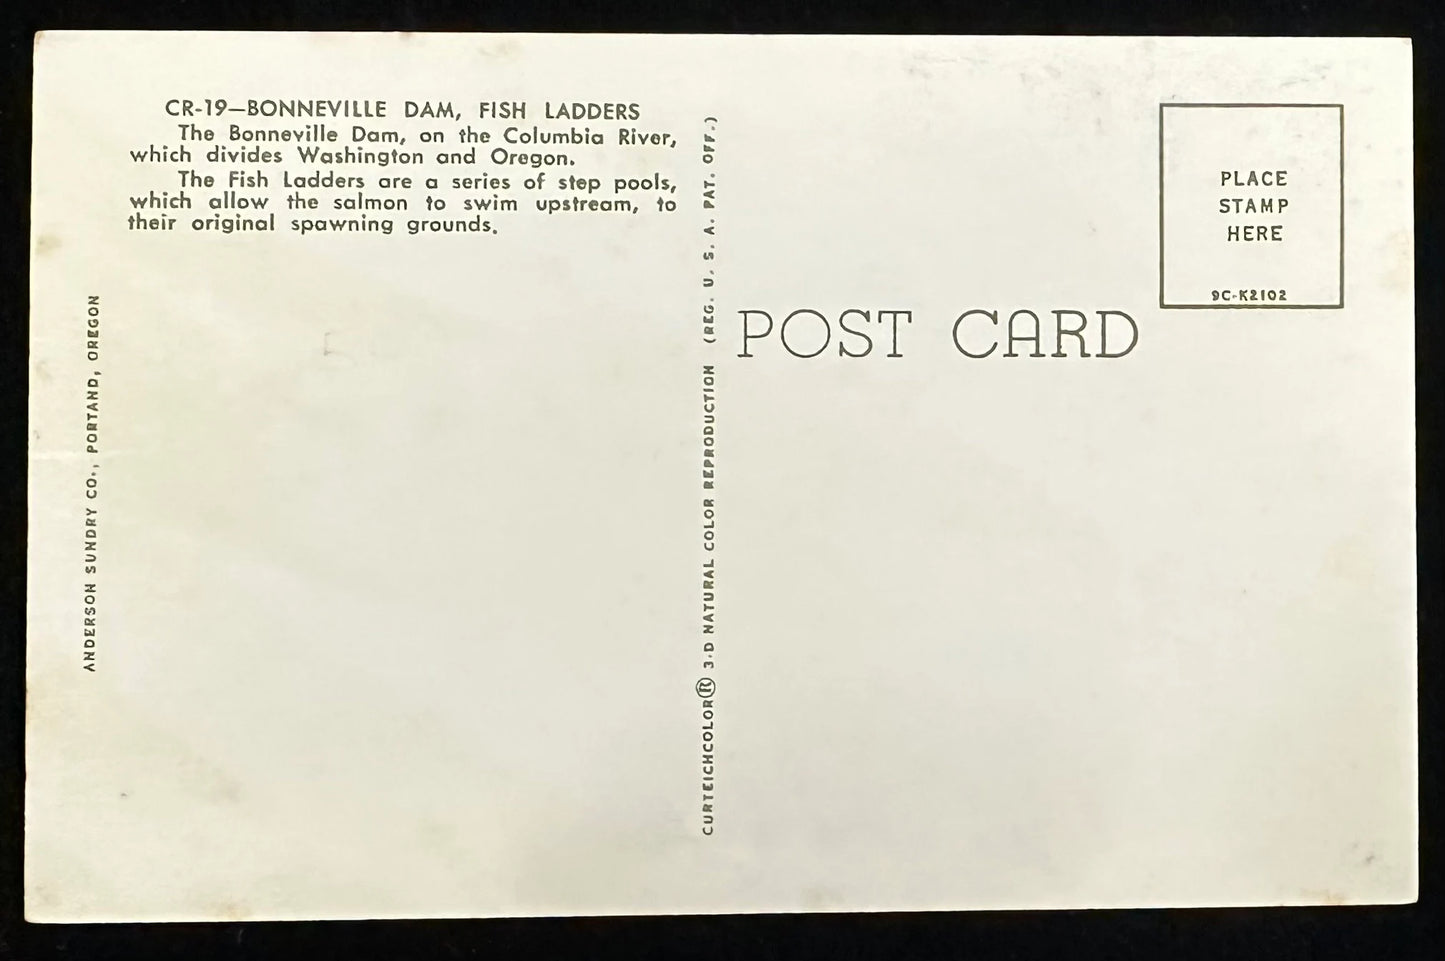 CR-19—BONNEVILLE DAM, FISH LADDERS
The Bonneville Dam, on the Columbia River,
which divides Washington and Oregon.
The Fish Ladders are a series of step pools,
which allow the salmon to swim upstream, to
their original spawning grounds.
ANDERSON SUNDRY CO., PORTAND, OREGON
CURTEICHCOLOR® 3-D NATURAL COLOR REPRODUCTION (REG. U. S. A. PAT. OFF.)
POST CARD
PLACE
STAMP
HERE
9C-K2102